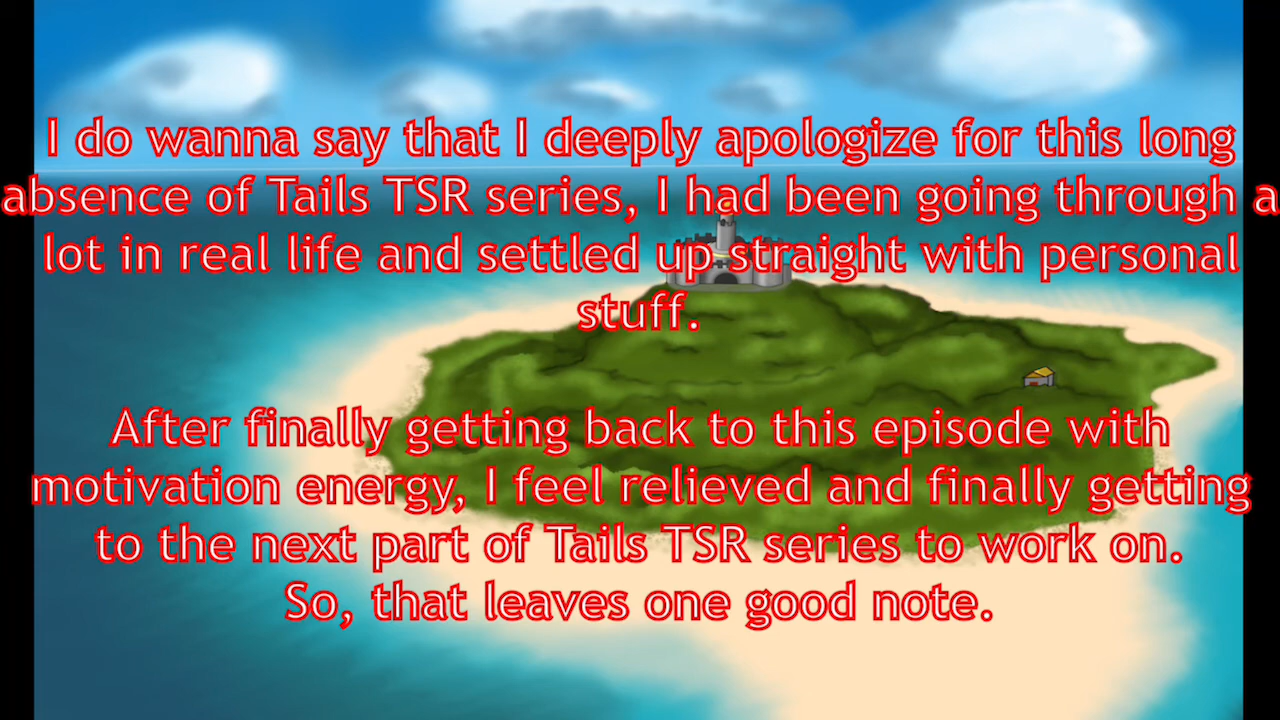 I do wanna say that I deeply apologize for this long
absence of Tails TSR series, I had been going through a
lot in real life and settled up straight with personal
stuff.
After finally getting back to this episode with
motivation energy, I feel relieved and finally getting
to the next part of Tails TSR series to work on.
So, that leaves one good note.